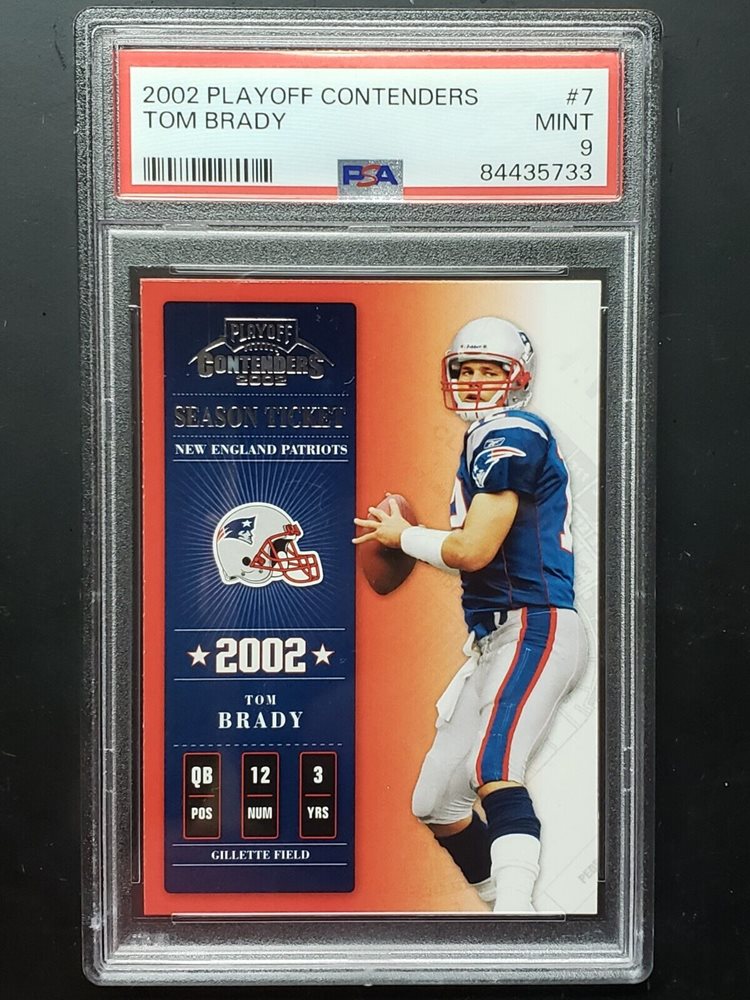 2002 PLAYOFF CONTENDERS #7
TOM BRADY MINT
9
PSA 84435733
PLAYOFF
CONTENDERS
2002
SEASON TICKET
NEW ENGLAND PATRIOTS
★ 2002 ★
TOM
BRADY
QB 12 3
POS NUM YRS
GILLETTE FIELD